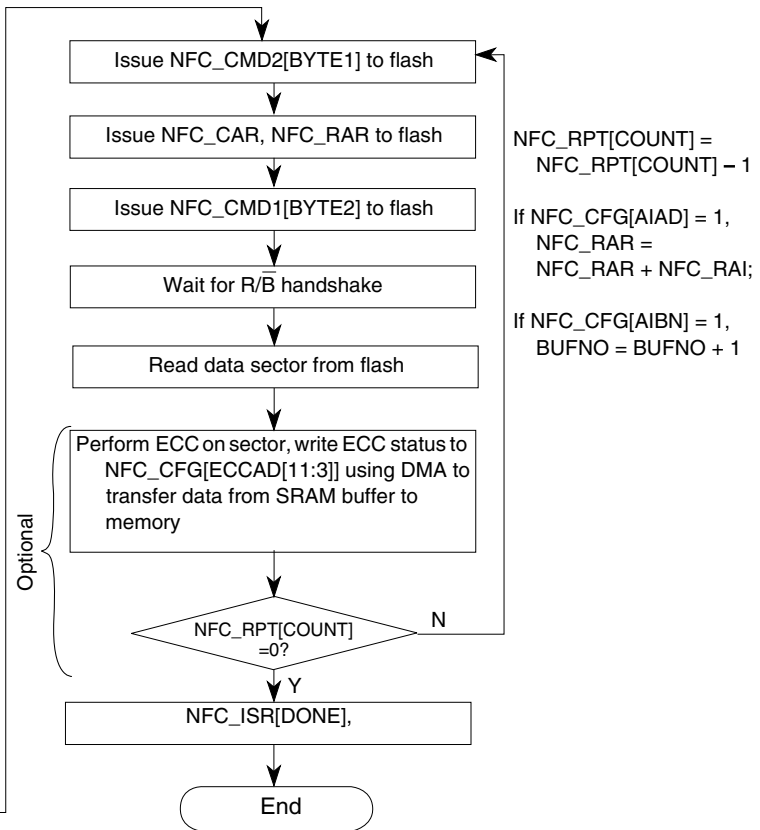 Issue NFC_CMD2[BYTE1] to flash
Issue NFC_CAR, NFC_RAR to flash
Issue NFC_CMD1[BYTE2] to flash
Wait for R/B̅ handshake
Read data sector from flash
Perform ECC on sector, write ECC status to
NFC_CFG[ECCAD[11:3]] using DMA to
transfer data from SRAM buffer to
memory
Optional
NFC_RPT[COUNT]
=0?
N
Y
NFC_ISR[DONE],
End
NFC_RPT[COUNT] =
NFC_RPT[COUNT] – 1
If NFC_CFG[AIAD] = 1,
NFC_RAR =
NFC_RAR + NFC_RAI;
If NFC_CFG[AIBN] = 1,
BUFNO = BUFNO + 1